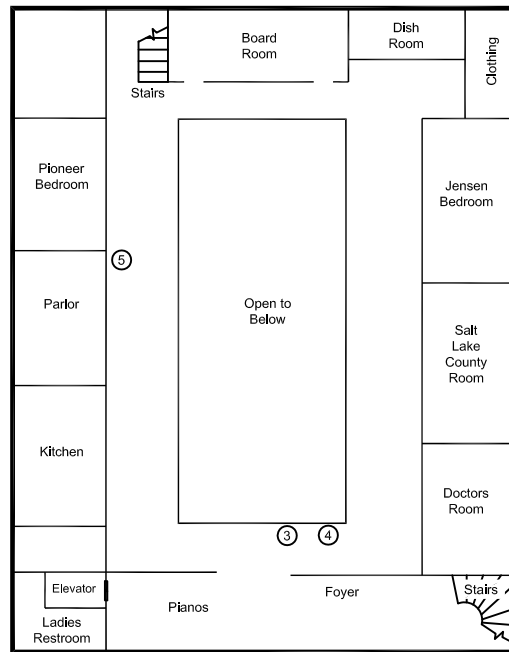 Board
Room
Dish
Room
Clothing
Stairs
Pioneer
Bedroom
Jensen
Bedroom
5
Parlor
Open to
Below
Salt
Lake
County
Room
Kitchen
Doctors
Room
3
4
Elevator
Ladies
Restroom
Pianos
Foyer
Stairs